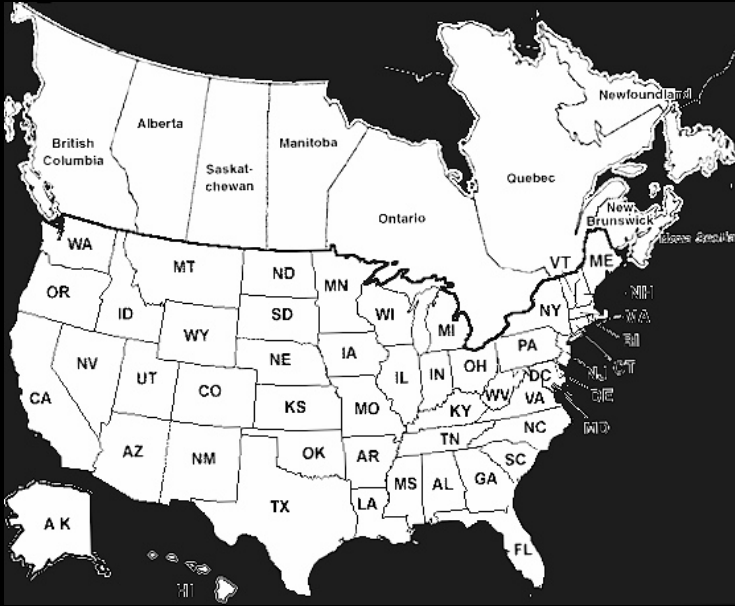 Newfoundland
Alberta
British
Columbia
Manitoba
Saskat-
chewan
Quebec
Ontario
New
Brunswick
Nova Scotia
WA
MT
ND
MN
VT
ME
OR
ID
SD
WI
MI
NY
NH
MA
RI
CT
WY
NE
IA
PA
NJ
NV
UT
CO
IL
IN
OH
DC
DE
CA
KS
MO
KY
WV
VA
MD
AZ
NM
OK
AR
TN
NC
SC
TX
LA
MS
AL
GA
FL
AK
HI